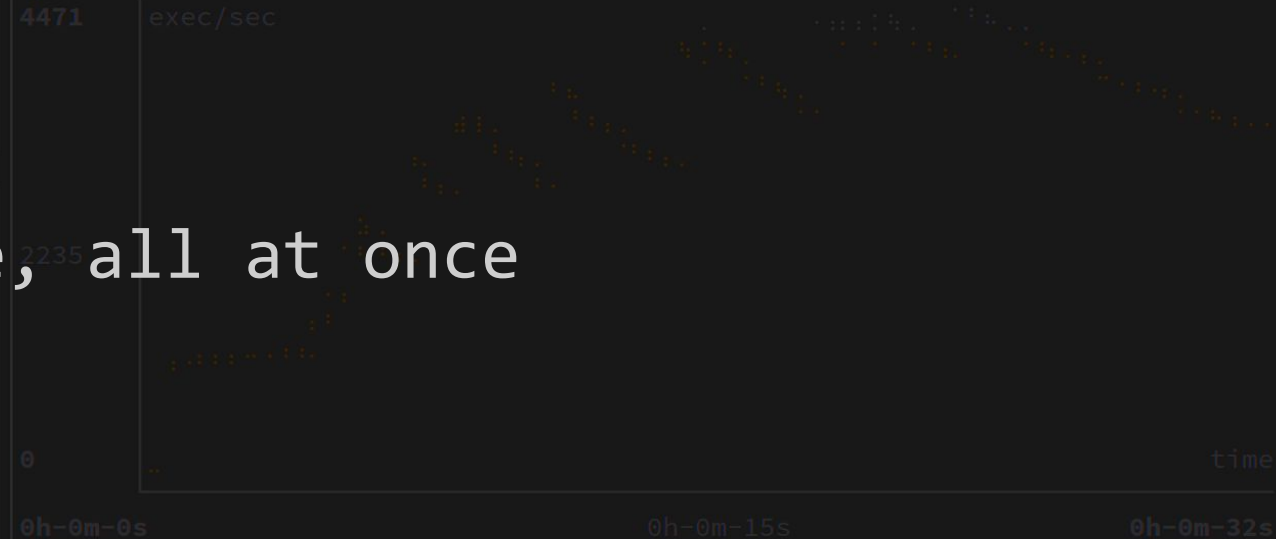 4471 exec/sec
, all at once
2235
0 time
0h-0m-0s 0h-0m-15s 0h-0m-32s